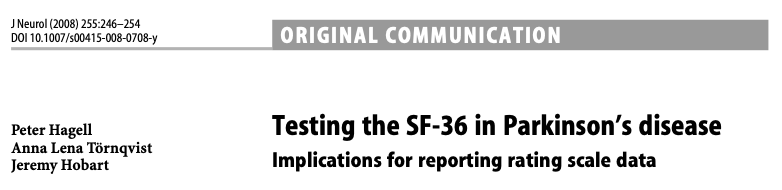 J Neurol (2008) 255:246–254
DOI 10.1007/s00415-008-0708-y
ORIGINAL COMMUNICATION
Peter Hagell
Anna Lena Törnqvist
Jeremy Hobart
Testing the SF-36 in Parkinson’s disease
Implications for reporting rating scale data